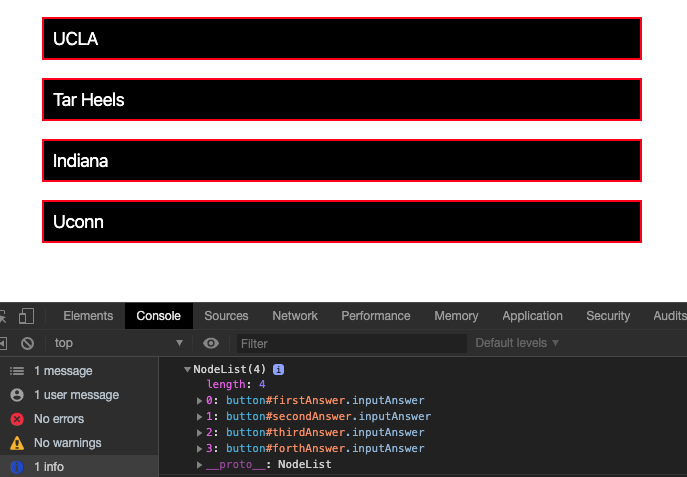 UCLA
Tar Heels
Indiana
Uconn
Elements Console Sources Network Performance Memory Application Security Audits
top Filter Default levels
1 message
1 user message
No errors
No warnings
1 info
NodeList(4)
length: 4
0: button#firstAnswer.inputAnswer
1: button#secondAnswer.inputAnswer
2: button#thirdAnswer.inputAnswer
3: button#forthAnswer.inputAnswer
__proto__: NodeList